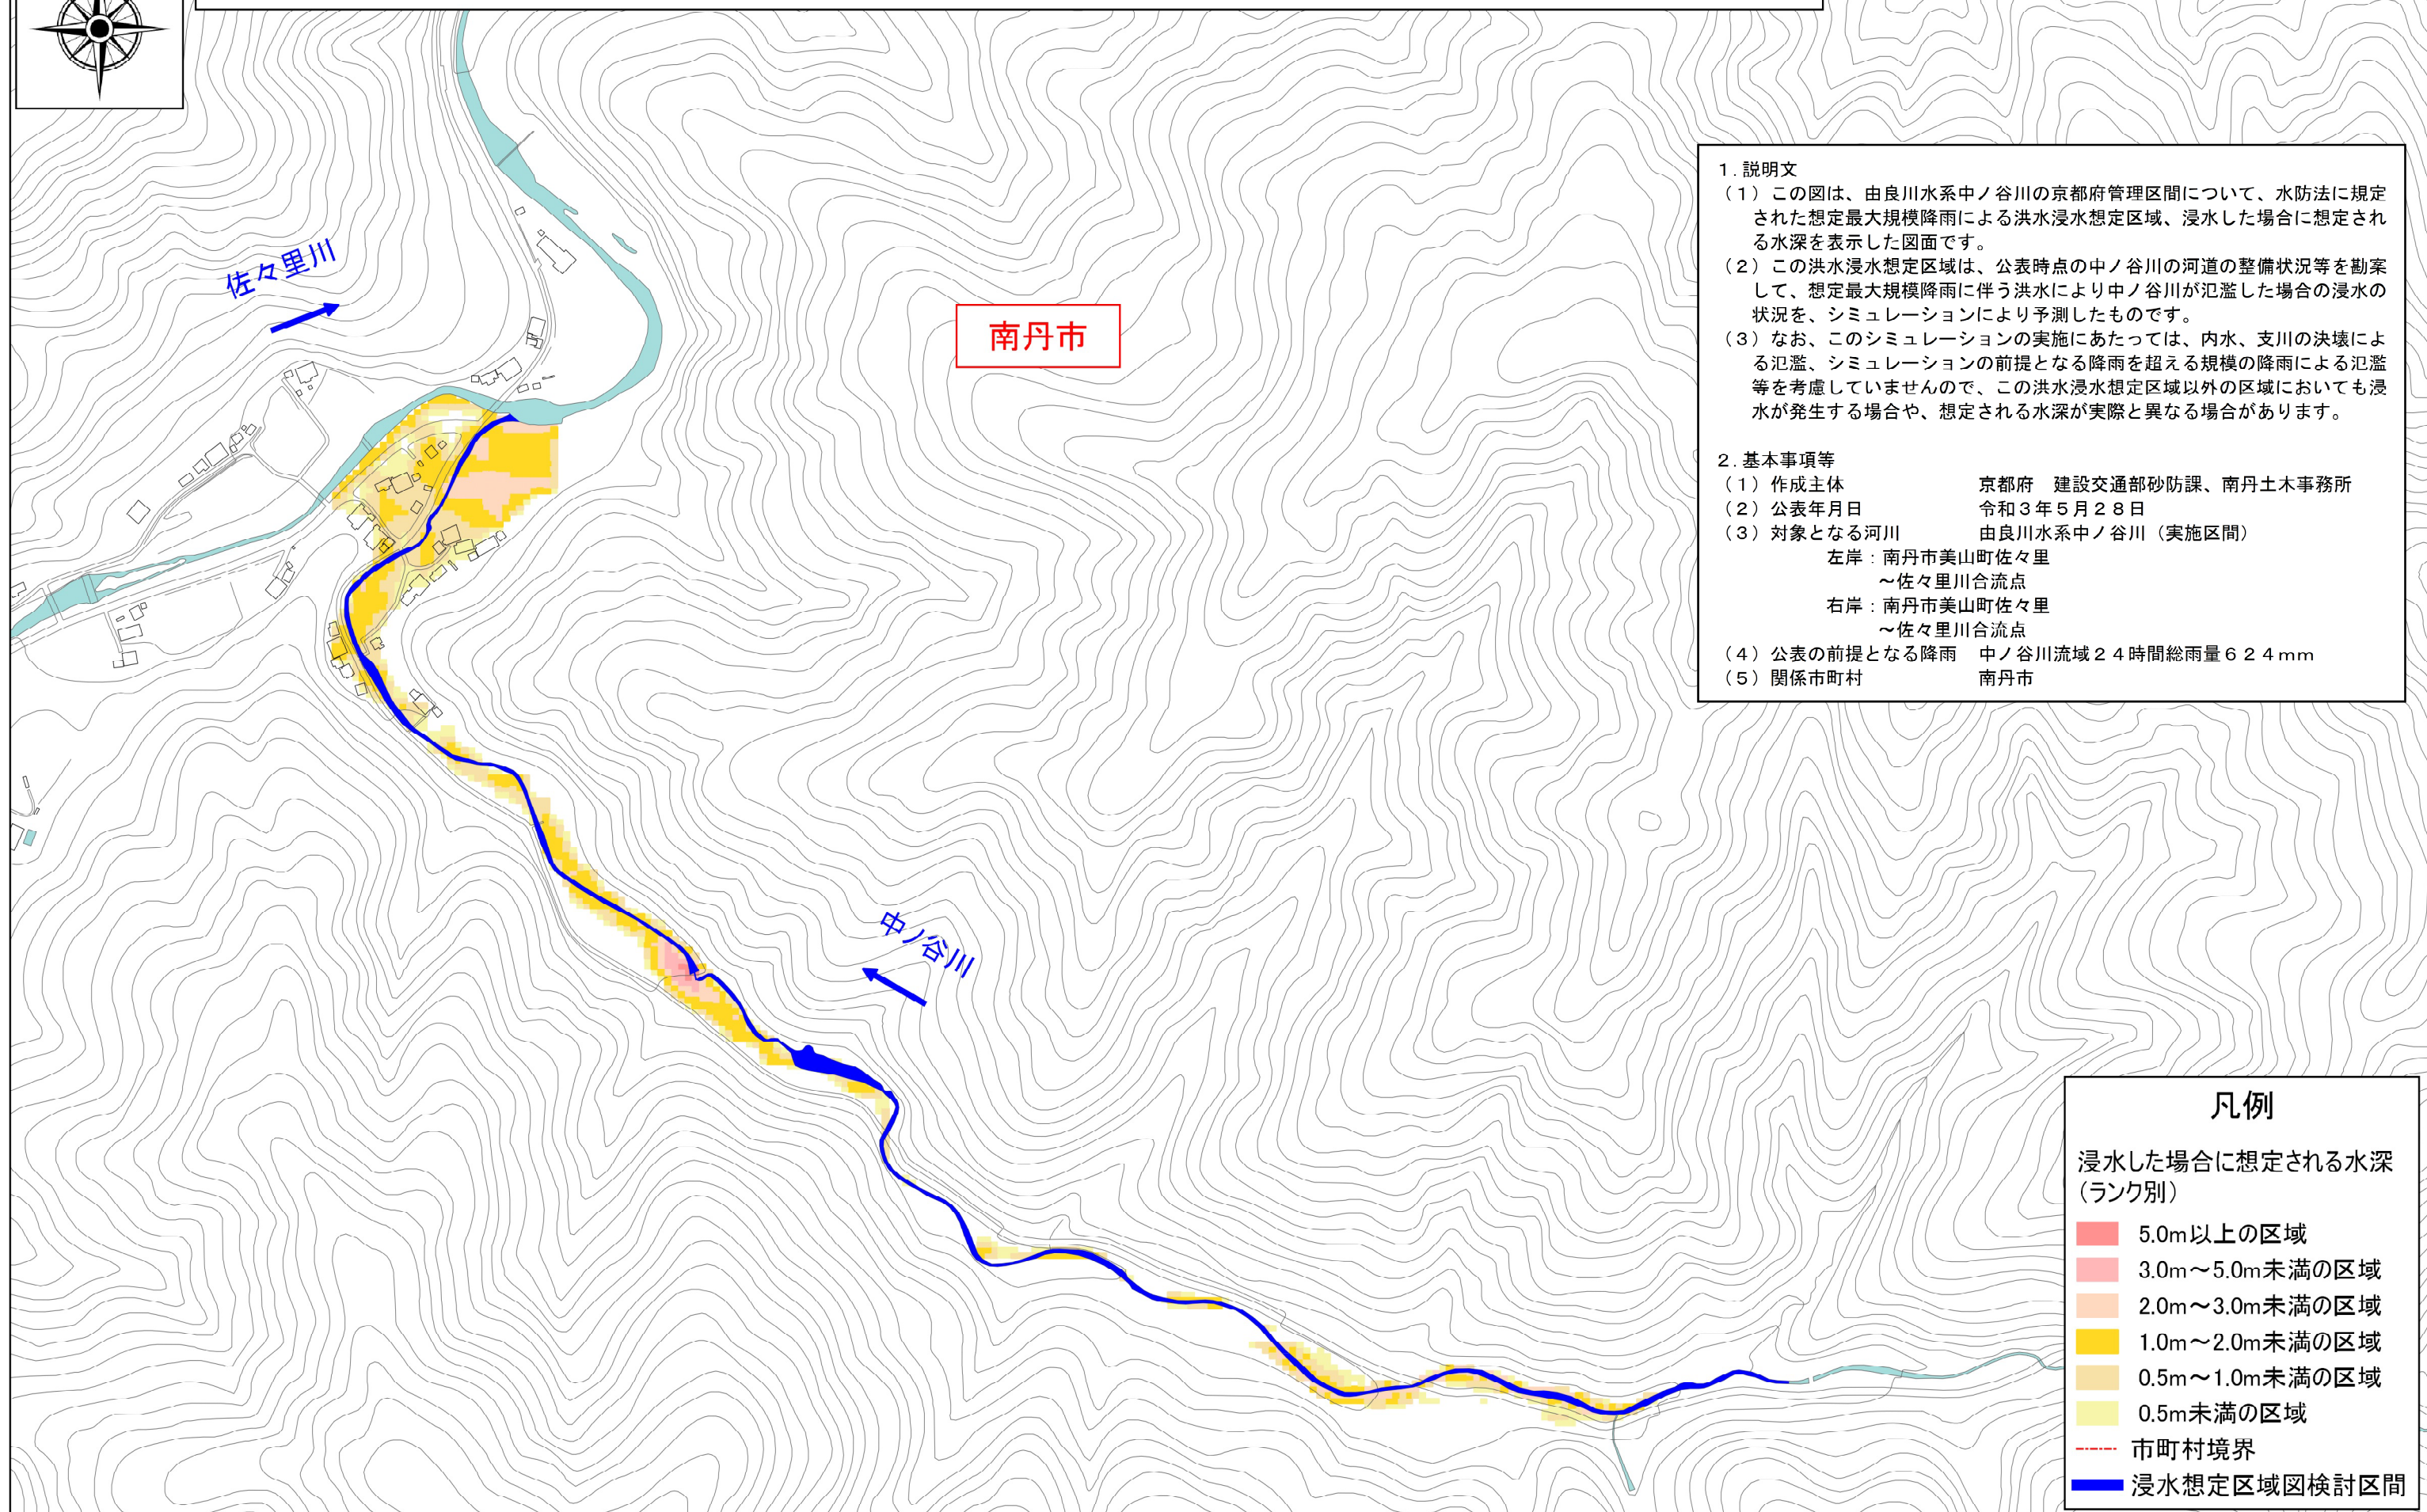 佐々里川
南丹市
中ノ谷川
1．説明文
（１）この図は、由良川水系中ノ谷川の京都府管理区間について、水防法に規定
された想定最大規模降雨による洪水浸水想定区域、浸水した場合に想定され
る水深を表示した図面です。
（２）この洪水浸水想定区域は、公表時点の中ノ谷川の河道の整備状況等を勘案
して、想定最大規模降雨に伴う洪水により中ノ谷川が氾濫した場合の浸水の
状況を、シミュレーションにより予測したものです。
（３）なお、このシミュレーションの実施にあたっては、内水、支川の決壊によ
る氾濫、シミュレーションの前提となる降雨を超える規模の降雨による氾濫
等を考慮していませんので、この洪水浸水想定区域以外の区域においても浸
水が発生する場合や、想定される水深が実際と異なる場合があります。
2．基本事項等
（１）作成主体　京都府　建設交通部砂防課、南丹土木事務所
（２）公表年月日　令和３年５月２８日
（３）対象となる河川　由良川水系中ノ谷川（実施区間）
左岸：南丹市美山町佐々里
～佐々里川合流点
右岸：南丹市美山町佐々里
～佐々里川合流点
（４）公表の前提となる降雨　中ノ谷川流域２４時間総雨量６２４ｍｍ
（５）関係市町村　南丹市
凡例
浸水した場合に想定される水深
（ランク別）
5.0m以上の区域
3.0m～5.0m未満の区域
2.0m～3.0m未満の区域
1.0m～2.0m未満の区域
0.5m～1.0m未満の区域
0.5m未満の区域
市町村境界
浸水想定区域図検討区間